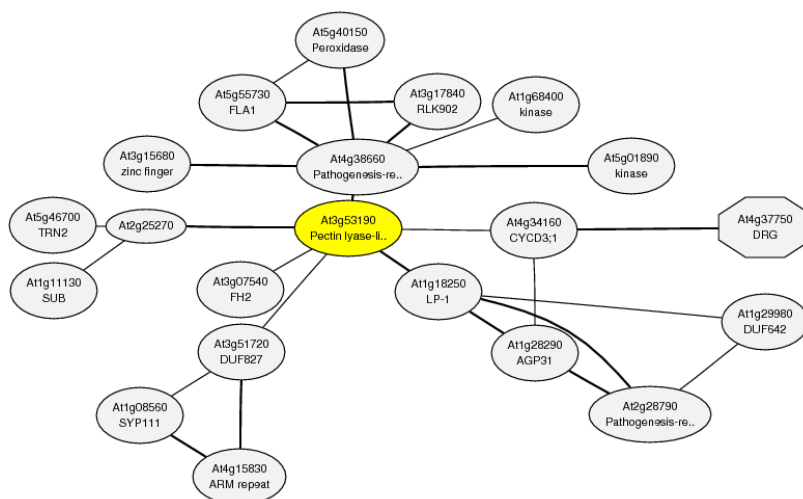 At5g40150
Peroxidase
At5g55730
FLA1
At3g17840
RLK902
At1g68400
kinase
At3g15680
zinc finger
At4g38660
Pathogenesis-re..
At5g01890
kinase
At5g46700
TRN2
At2g25270
At3g53190
Pectin lyase-li..
At4g34160
CYCD3;1
At4g37750
DRG
At1g11130
SUB
At3g07540
FH2
At1g18250
LP-1
At1g29980
DUF642
At3g51720
DUF827
At1g28290
AGP31
At1g08560
SYP111
At2g28790
Pathogenesis-re..
At4g15830
ARM repeat